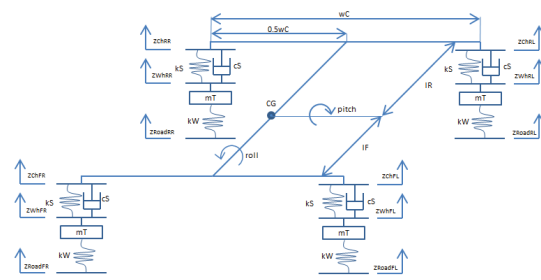 wC
0.5wC
ZChRR
ZChRL
kS
cS
kS
cS
ZWhRR
ZWhRL
mT
mT
lR
CG
pitch
ZRoadRR
kW
kW
ZRoadRL
lF
roll
ZChFR
ZChFL
kS
cS
kS
cS
ZWhFR
ZWhFL
mT
mT
kW
kW
ZRoadFR
ZRoadFL